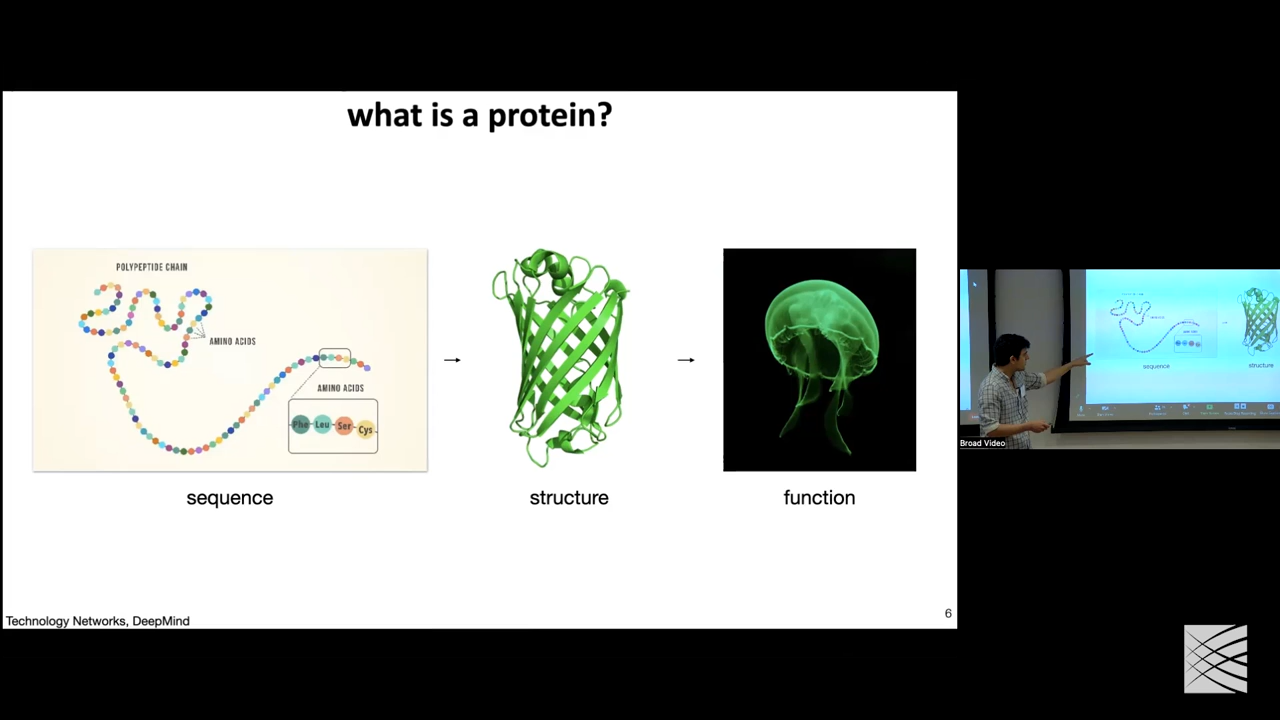 what is a protein?
POLYPEPTIDE CHAIN
AMINO ACIDS
AMINO ACIDS
Phe Leu Ser Cys
sequence
structure
function
Technology Networks, DeepMind
6
sequence
structure
Broad Video